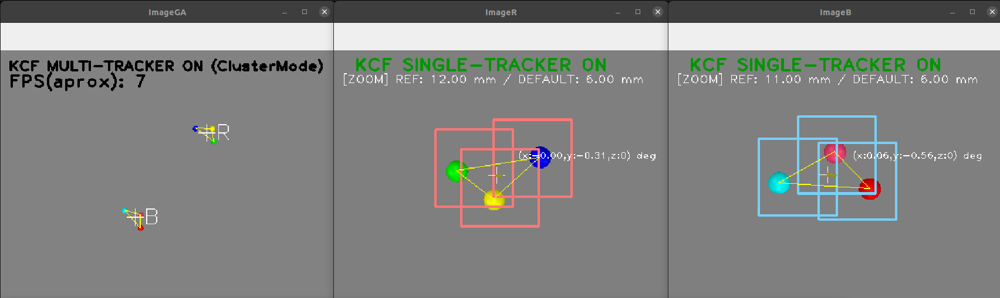 ImageGA
KCF MULTI-TRACKER ON (ClusterMode)
FPS(aprox): 7
R
B
ImageR
KCF SINGLE-TRACKER ON
[ZOOM] REF: 12.00 mm / DEFAULT: 6.00 mm
(x:-0.00,y:-0.31,z:0) deg
ImageB
KCF SINGLE-TRACKER ON
[ZOOM] REF: 11.00 mm / DEFAULT: 6.00 mm
(x:0.06,y:-0.56,z:0) deg